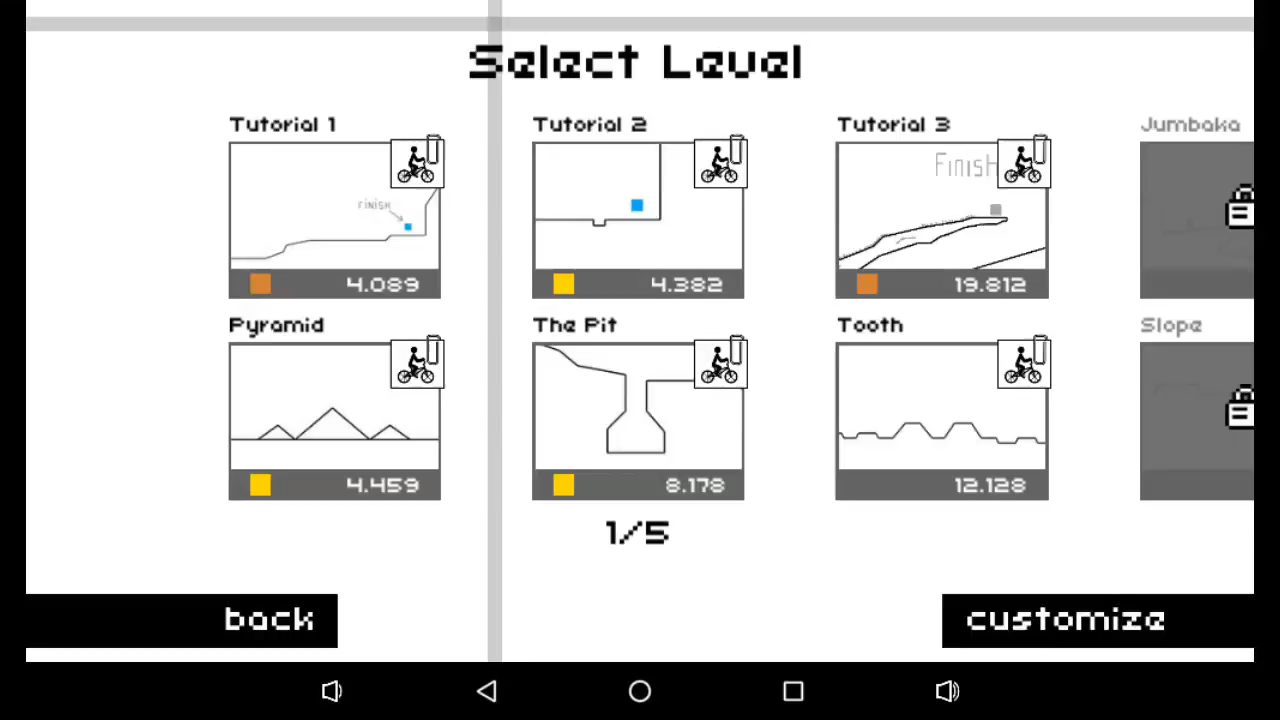 Select Level
Tutorial 1
Tutorial 2
Tutorial 3
Jumbaka
FINISH
Finish
4.089
4.382
19.812
Pyramid
The Pit
Tooth
Slope
4.459
8.178
12.128
1/5
back
customize